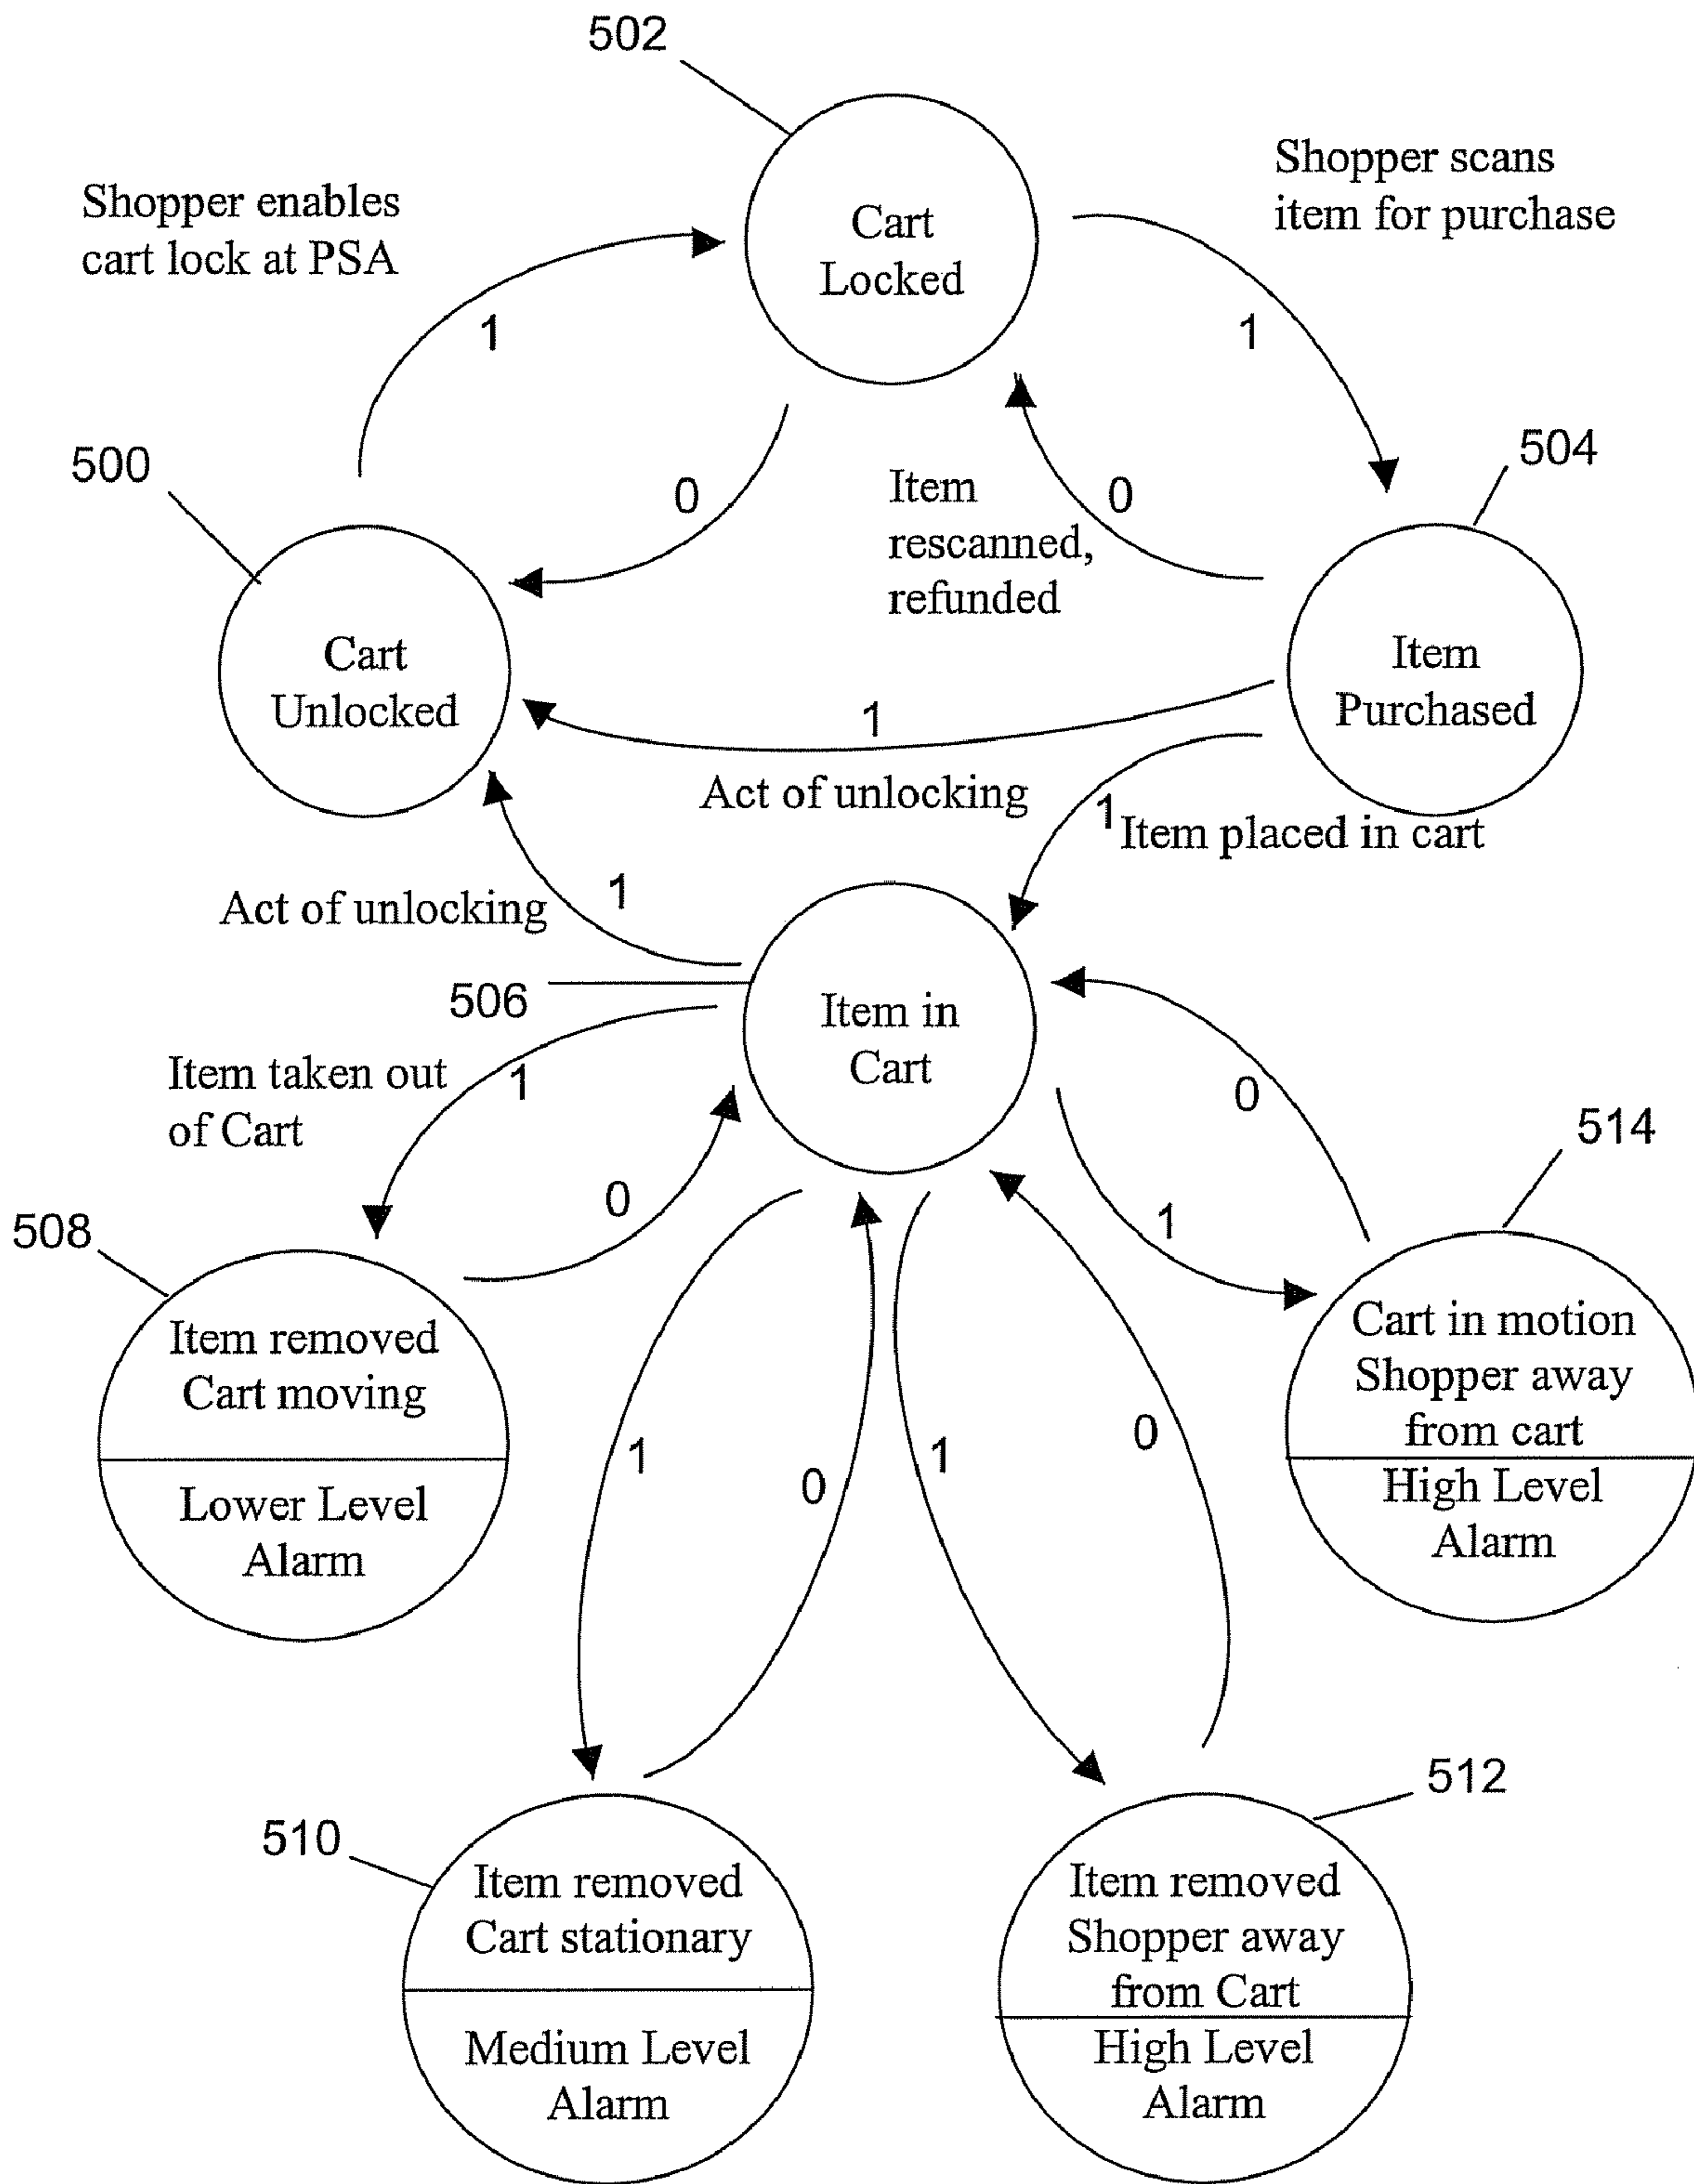 502
Shopper enables
cart lock at PSA
Cart
Locked
Shopper scans
item for purchase
1
1
500
0
Item
rescanned,
refunded
0
504
Cart
Unlocked
Item
Purchased
1
Act of unlocking
1
Item placed in cart
Act of unlocking
1
506
Item in
Cart
Item taken out
of Cart
1
0
0
1
514
508
Item removed
Cart moving
Lower Level
Alarm
Cart in motion
Shopper away
from cart
High Level
Alarm
1
0
1
0
510
Item removed
Cart stationary
Medium Level
Alarm
512
Item removed
Shopper away
from Cart
High Level
Alarm